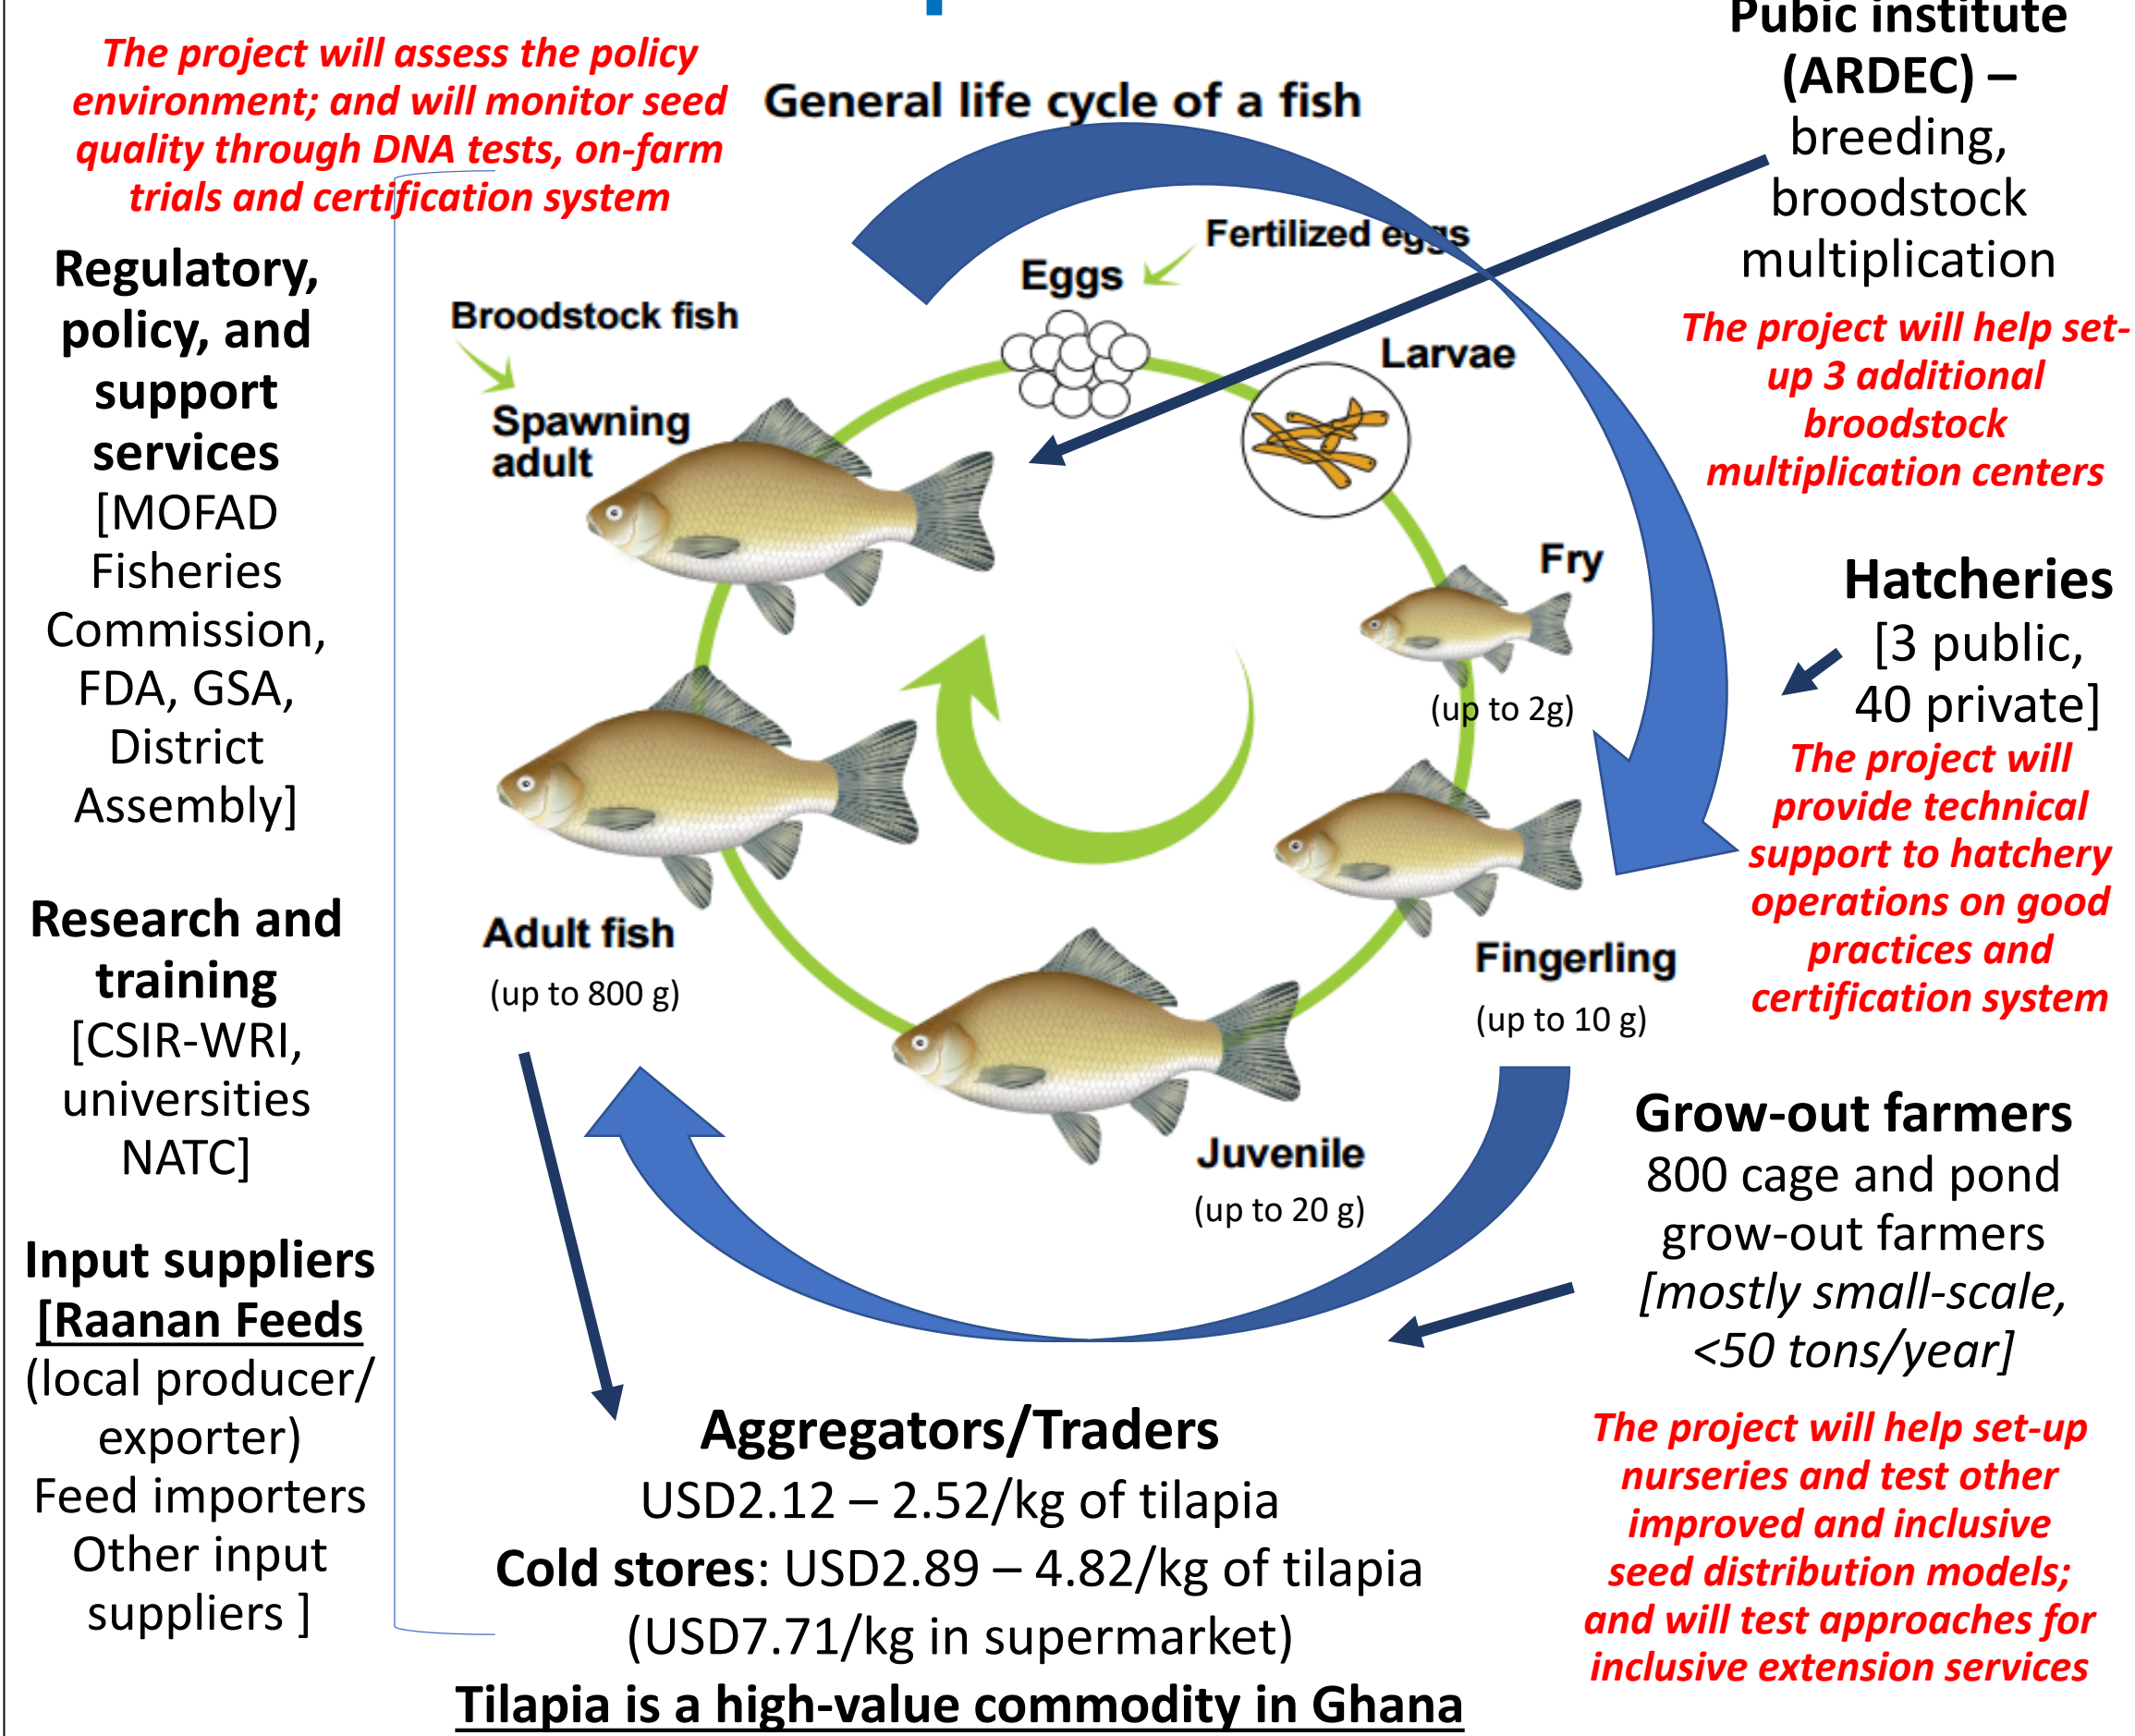 The project will assess the policy
environment; and will monitor seed
quality through DNA tests, on-farm
trials and certification system
Regulatory,
policy, and
support
services
[MOFAD
Fisheries
Commission,
FDA, GSA,
District
Assembly]
Research and
training
[CSIR-WRI,
universities
NATC]
Input suppliers
[Raanan Feeds
(local producer/
exporter)
Feed importers
Other input
suppliers ]
General life cycle of a fish
Fertilized eggs
Eggs
Broodstock fish
Larvae
Spawning
adult
Fry
(up to 2g)
Fingerling
(up to 10 g)
Juvenile
(up to 20 g)
Adult fish
(up to 800 g)
Pubic institute
(ARDEC) –
breeding,
broodstock
multiplication
The project will help set-
up 3 additional
broodstock
multiplication centers
Hatcheries
[3 public,
40 private]
The project will
provide technical
support to hatchery
operations on good
practices and
certification system
Grow-out farmers
800 cage and pond
grow-out farmers
[mostly small-scale,
<50 tons/year]
The project will help set-up
nurseries and test other
improved and inclusive
seed distribution models;
and will test approaches for
inclusive extension services
Aggregators/Traders
USD2.12 – 2.52/kg of tilapia
Cold stores: USD2.89 – 4.82/kg of tilapia
(USD7.71/kg in supermarket)
Tilapia is a high-value commodity in Ghana